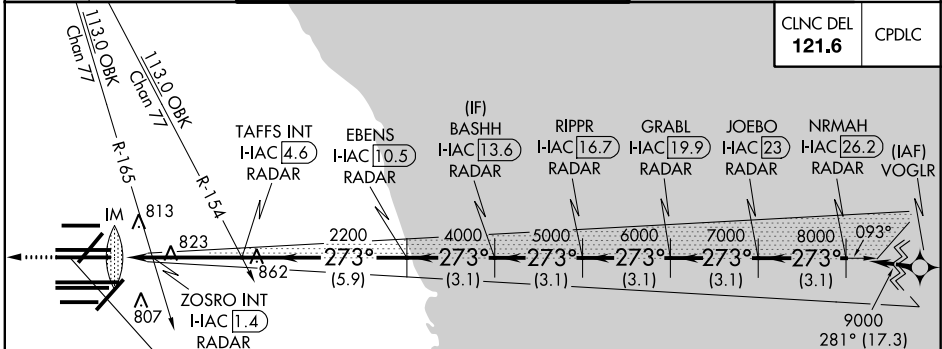 CLNC DEL
121.6
CPDLC
113.0 OBK
Chan 77
113.0 OBK
Chan 77
R-165
R-154
TAFFS INT
I-IAC 4.6
RADAR
EBENS
I-IAC 10.5
RADAR
(IF)
BASHH
I-IAC 13.6
RADAR
RIPPR
I-IAC 16.7
RADAR
GRABL
I-IAC 19.9
RADAR
JOEBO
I-IAC 23
RADAR
NRMAH
I-IAC 26.2
RADAR
(IAF)
VOGLR
IM
813
823
862
807
2200
273°
(5.9)
4000
273°
(3.1)
5000
273°
(3.1)
6000
273°
(3.1)
7000
273°
(3.1)
8000
273°
(3.1)
093°
9000
281° (17.3)
ZOSRO INT
I-IAC 1.4
RADAR